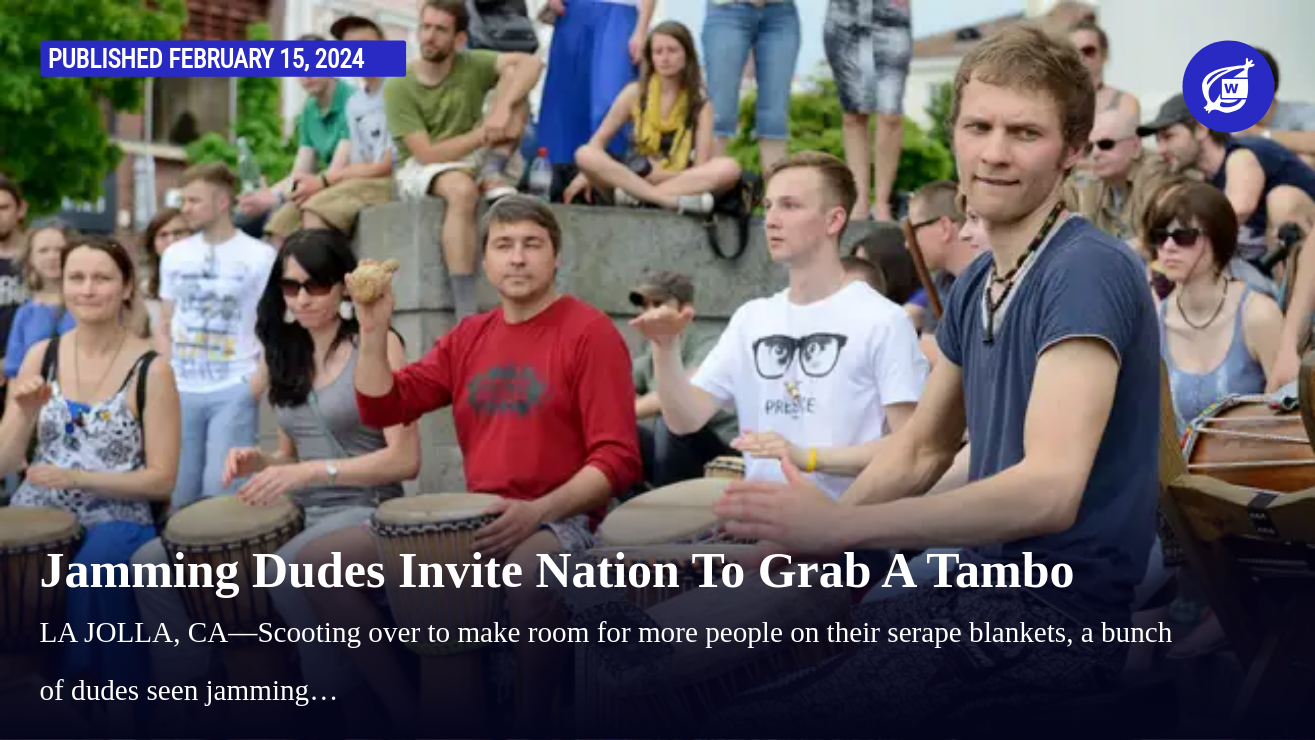 PUBLISHED FEBRUARY 15, 2024
W
Jamming Dudes Invite Nation To Grab A Tambo
LA JOLLA, CA—Scooting over to make room for more people on their serape blankets, a bunch
of dudes seen jamming…